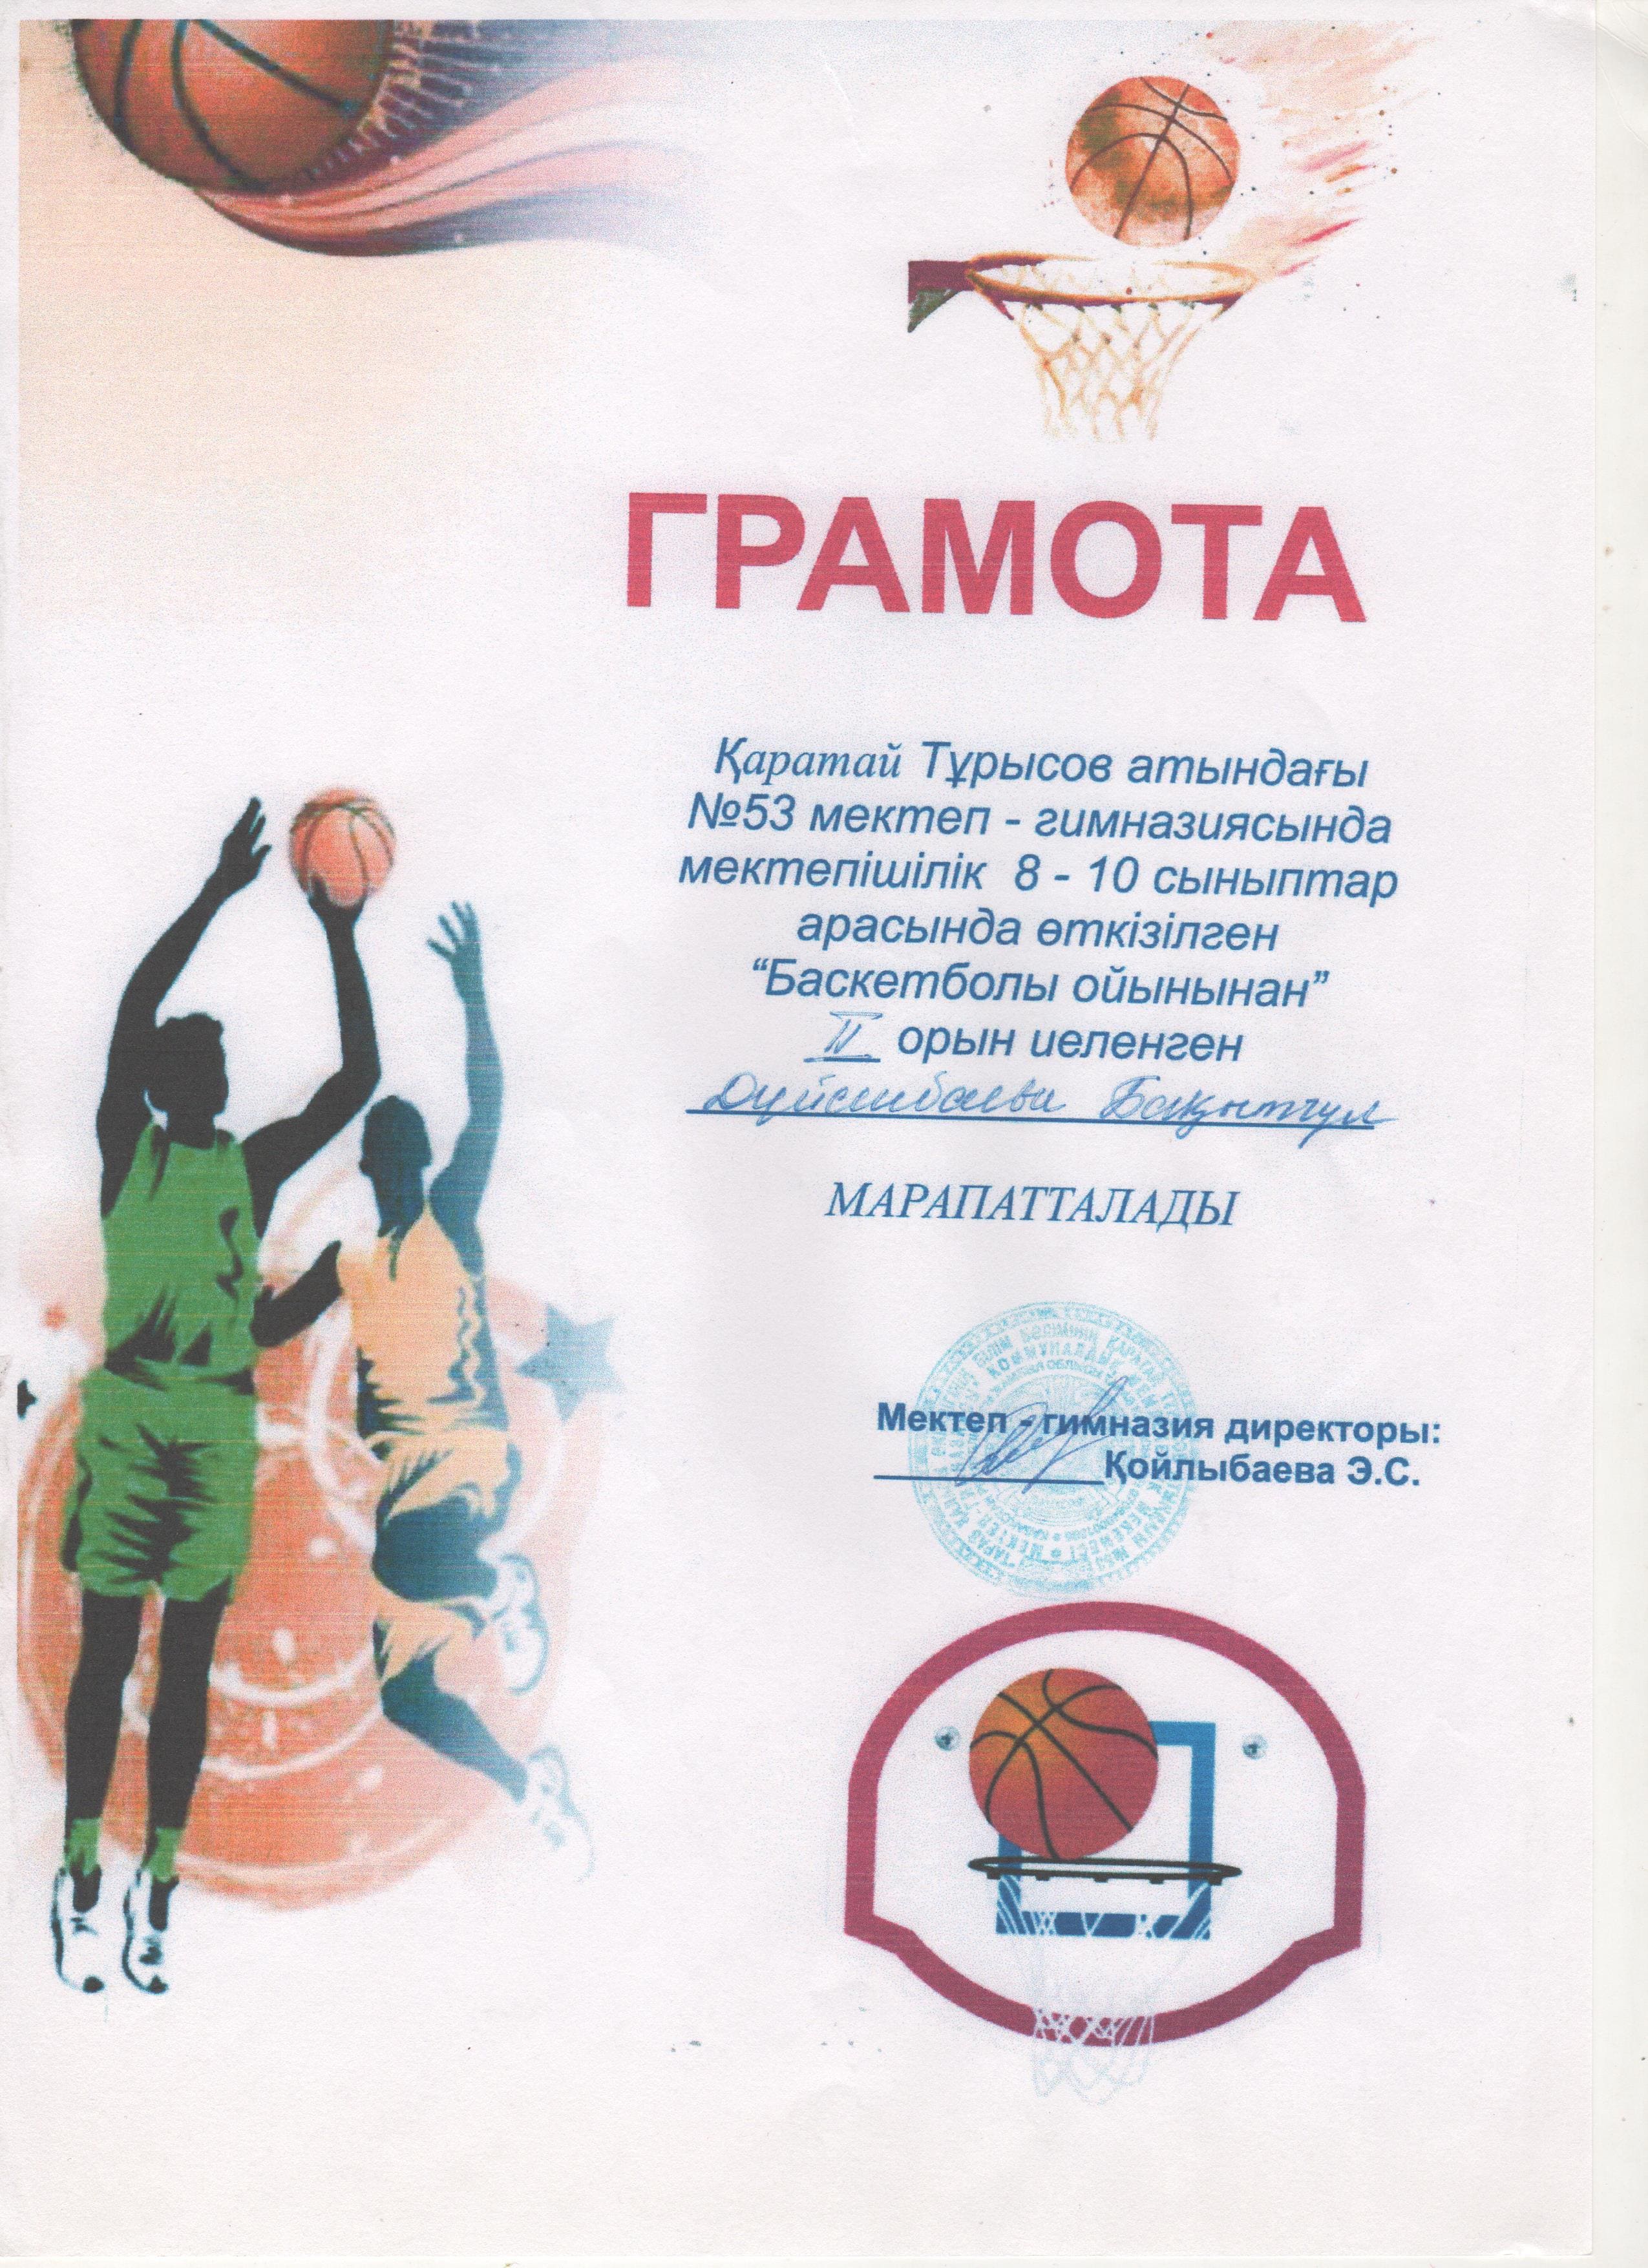 ГРАМОТА
Қаратай Тұрысов атындағы
№53 мектеп - гимназиясында
мектепішілік 8 - 10 сыныптар
арасында өткізілген
“Баскетболы ойынынан”
II орын иеленген
Дүйсенбаева Бақытгүл
МАРАПАТТАЛАДЫ
Мектеп - гимназия директоры:
Қойлыбаева Э.С.